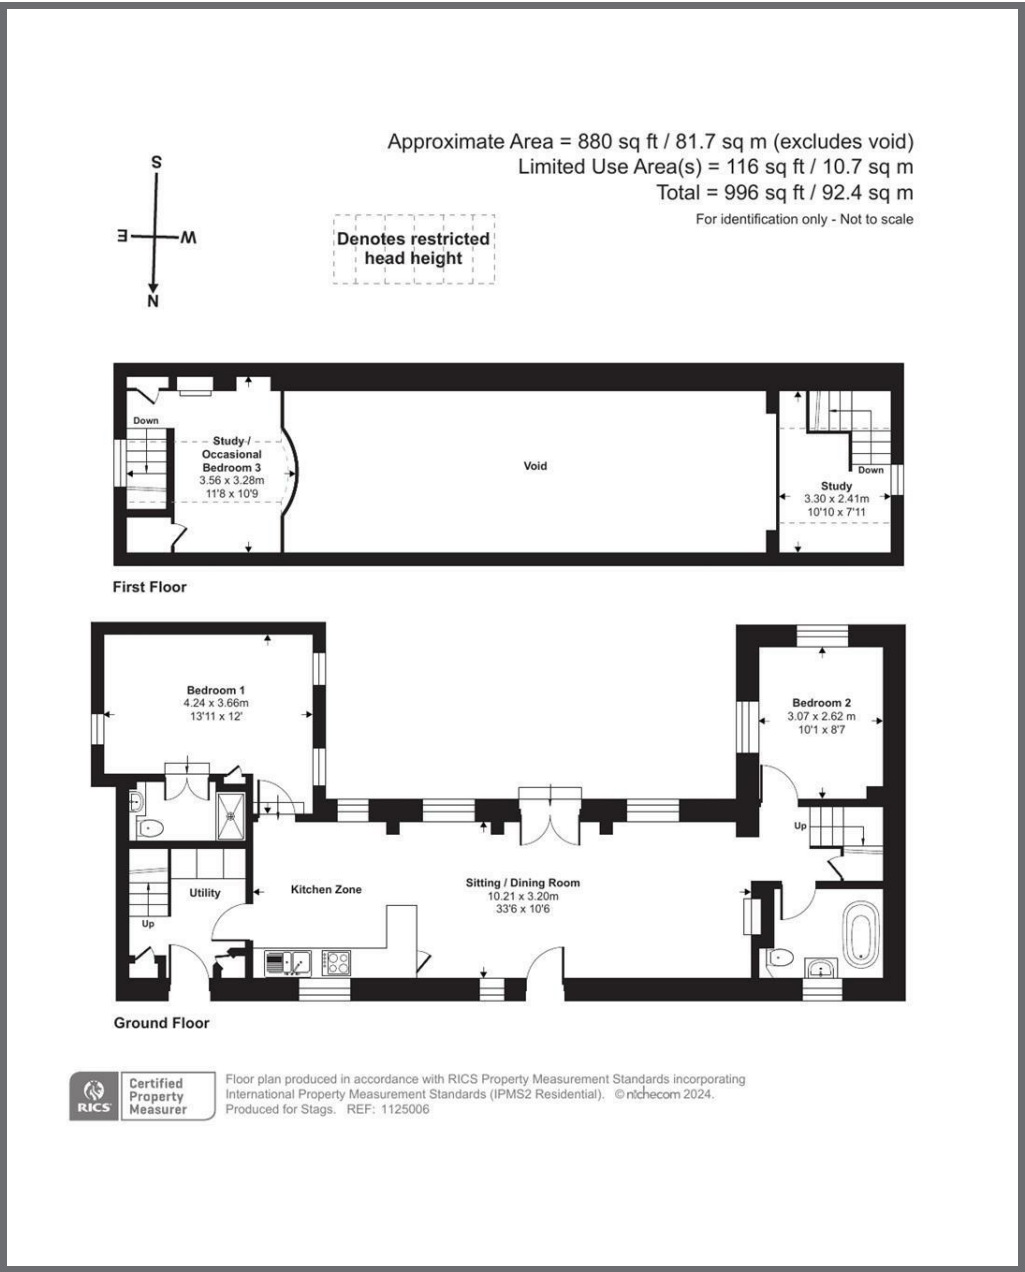 Approximate Area = 880 sq ft / 81.7 sq m (excludes void)
Limited Use Area(s) = 116 sq ft / 10.7 sq m
Total = 996 sq ft / 92.4 sq m
For identification only - Not to scale
S
E
W
N
Denotes restricted
head height
Down
Study /
Occasional
Bedroom 3
3.56 x 3.28m
11'8 x 10'9
Void
Down
Study
3.30 x 2.41m
10'10 x 7'11
First Floor
Bedroom 1
4.24 x 3.66m
13'11 x 12'
Bedroom 2
3.07 x 2.62 m
10'1 x 8'7
Up
Utility
Kitchen Zone
Sitting / Dining Room
10.21 x 3.20m
33'6 x 10'6
Up
Ground Floor
RICS
Certified
Property
Measurer
Floor plan produced in accordance with RICS Property Measurement Standards incorporating
International Property Measurement Standards (IPMS2 Residential). © nichecom 2024.
Produced for Stags. REF: 1125006